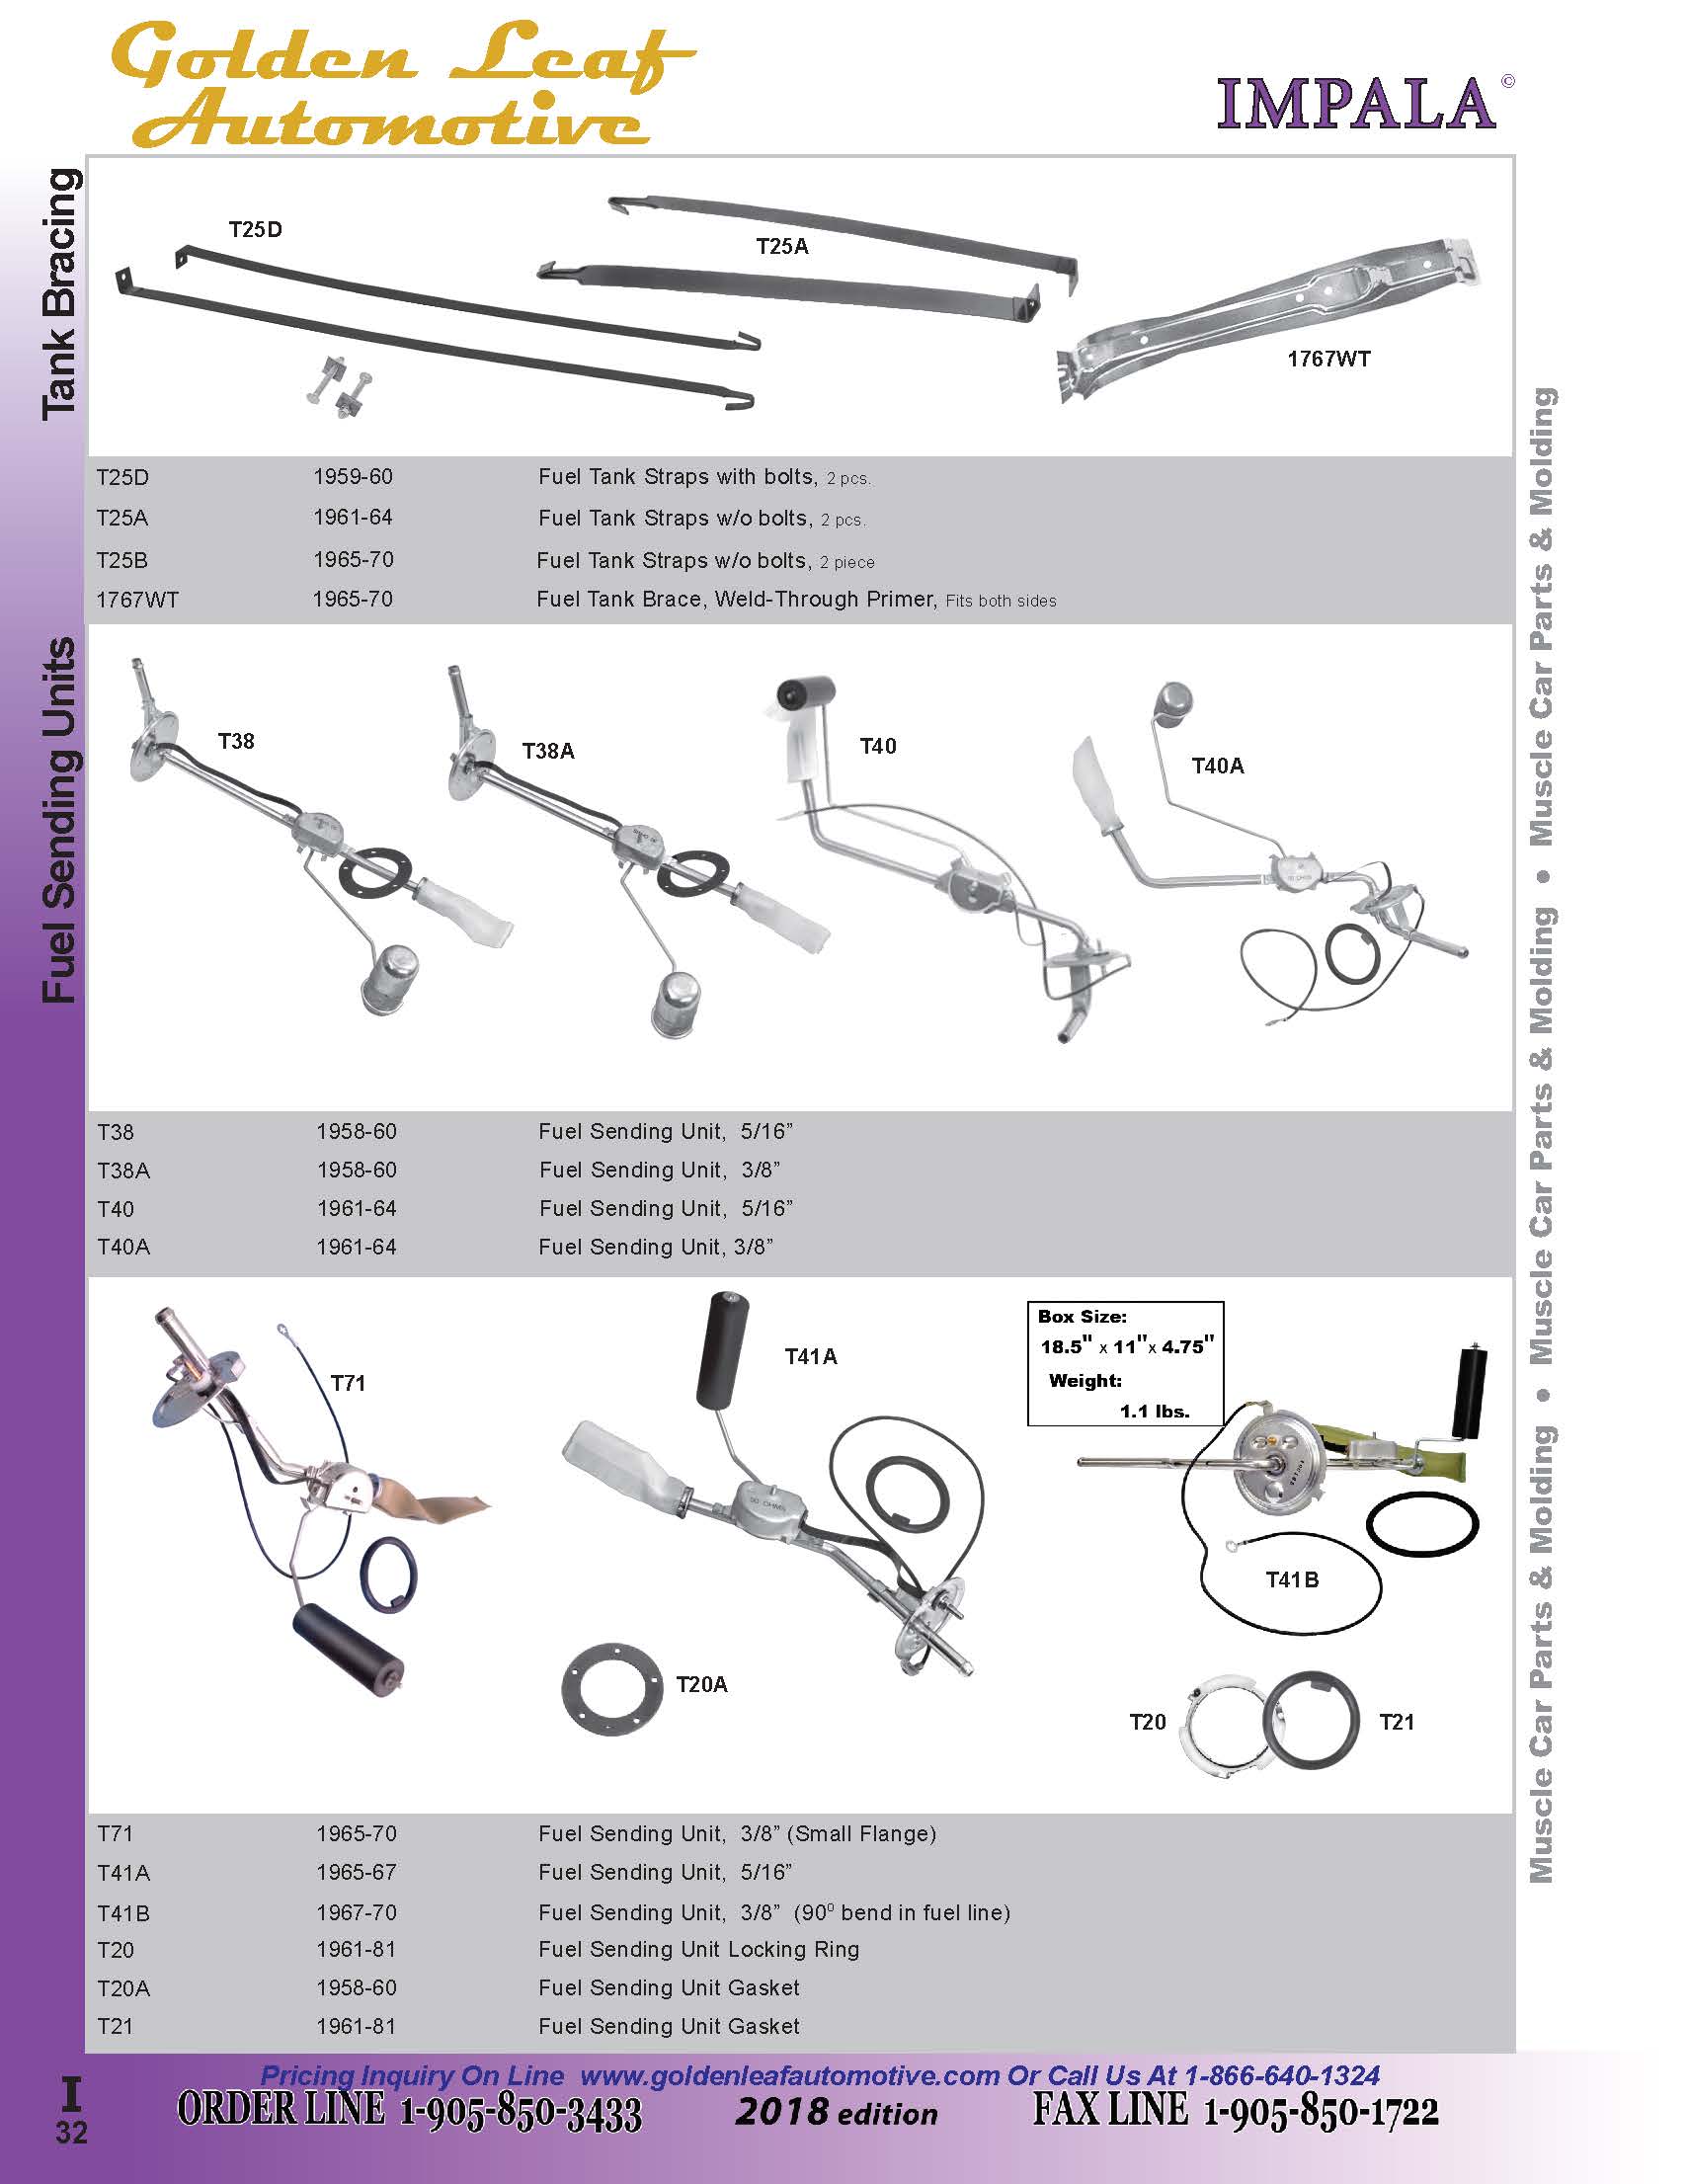 Golden Leaf
Automotive
IMPALA©
Tank Bracing
T25D
T25A
1767WT
T25D 1959-60 Fuel Tank Straps with bolts, 2 pcs.
T25A 1961-64 Fuel Tank Straps w/o bolts, 2 pcs.
T25B 1965-70 Fuel Tank Straps w/o bolts, 2 piece
1767WT 1965-70 Fuel Tank Brace, Weld-Through Primer, Fits both sides
Fuel Sending Units
T38
T38A
T40
T40A
T38 1958-60 Fuel Sending Unit, 5/16”
T38A 1958-60 Fuel Sending Unit, 3/8”
T40 1961-64 Fuel Sending Unit, 5/16”
T40A 1961-64 Fuel Sending Unit, 3/8”
T71
T41A
Box Size:
18.5" x 11"x 4.75"
Weight:
1.1 lbs.
T41B
T20A
T20
T21
T71 1965-70 Fuel Sending Unit, 3/8” (Small Flange)
T41A 1965-67 Fuel Sending Unit, 5/16”
T41B 1967-70 Fuel Sending Unit, 3/8” (90⁰ bend in fuel line)
T20 1961-81 Fuel Sending Unit Locking Ring
T20A 1958-60 Fuel Sending Unit Gasket
T21 1961-81 Fuel Sending Unit Gasket
Muscle Car Parts & Molding • Muscle Car Parts & Molding • Muscle Car Parts & Molding
Pricing Inquiry On Line www.goldenleafautomotive.com Or Call Us At 1-866-640-1324
ORDER LINE 1-905-850-3433 2018 edition FAX LINE 1-905-850-1722
I
32